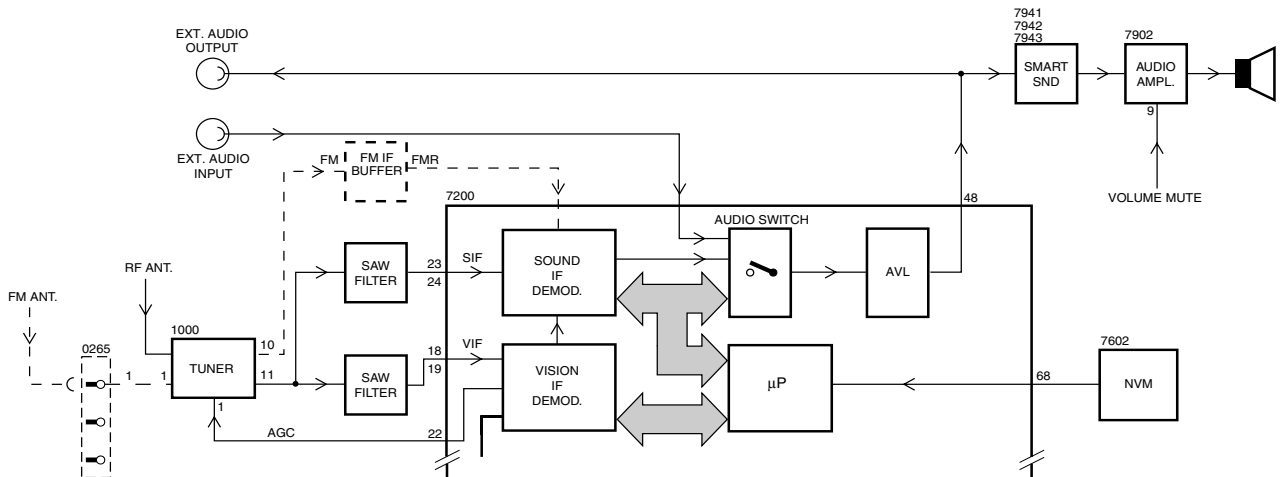 EXT. AUDIO
OUTPUT
7941
7942
7943
7902
SMART
SND
AUDIO
AMPL.
9
VOLUME MUTE
EXT. AUDIO
INPUT
FM
FM IF
BUFFER
FMR
7200
48
AUDIO SWITCH
RF ANT.
SAW
FILTER
23
24
SIF
SOUND
IF
DEMOD.
AVL
FM ANT.
0265
1
1
1000
TUNER
10
11
1
SAW
FILTER
18
19
VIF
VISION
IF
DEMOD.
µP
68
7602
NVM
AGC
22